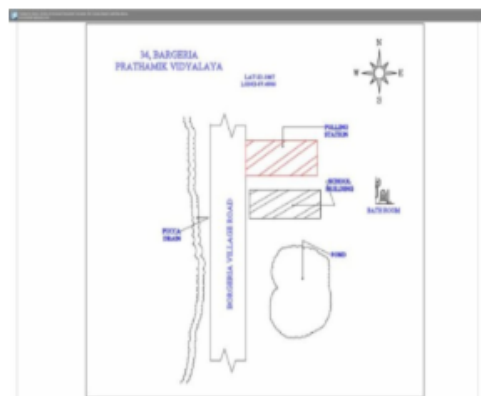 34, BARGERIA
PRATHAMIK VIDYALAYA
N
W
E
S
POLLING
STATION
SCHOOL
BUILDING
BATH ROOM
PUCCA
DRAIN
BORGERIA VILLAGE ROAD
POND